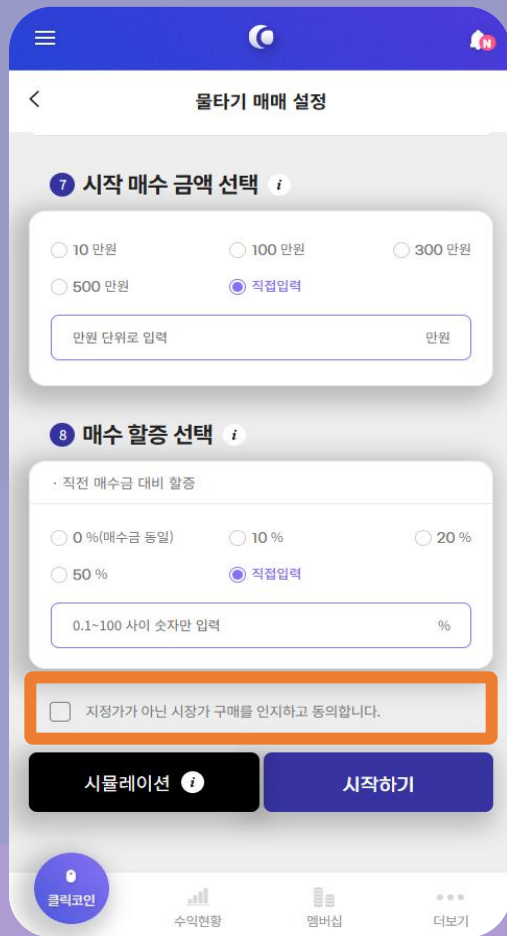 N
물타기 매매 설정
7 시작 매수 금액 선택 i
10 만원 100 만원 300 만원
500 만원 직접입력
만원 단위로 입력 만원
8 매수 할증 선택 i
· 직전 매수금 대비 할증
0 %(매수금 동일) 10 % 20 %
50 % 직접입력
0.1~100 사이 숫자만 입력 %
지정가가 아닌 시장가 구매를 인지하고 동의합니다.
시뮬레이션 i 시작하기
클릭코인
수익현황 멤버십 더보기